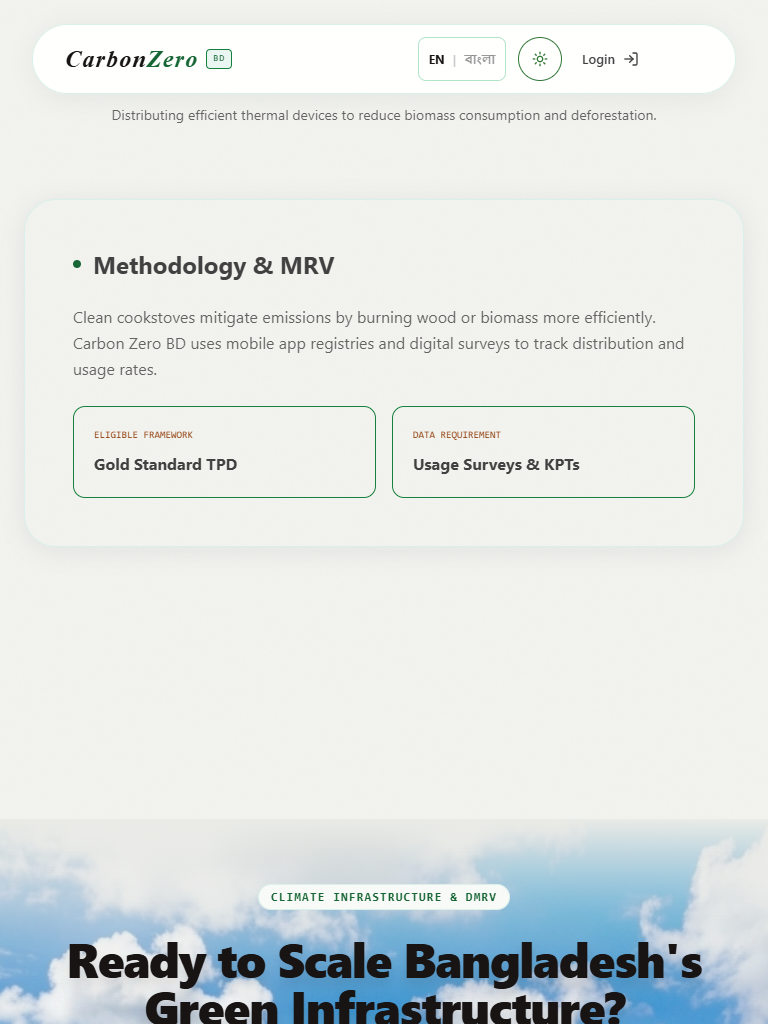 CarbonZero BD
EN | বাংলা
Login
Distributing efficient thermal devices to reduce biomass consumption and deforestation.
Methodology & MRV
Clean cookstoves mitigate emissions by burning wood or biomass more efficiently.
Carbon Zero BD uses mobile app registries and digital surveys to track distribution and
usage rates.
ELIGIBLE FRAMEWORK
Gold Standard TPD
DATA REQUIREMENT
Usage Surveys & KPTs
CLIMATE INFRASTRUCTURE & DMRV
Ready to Scale Bangladesh's
Green Infrastructure?